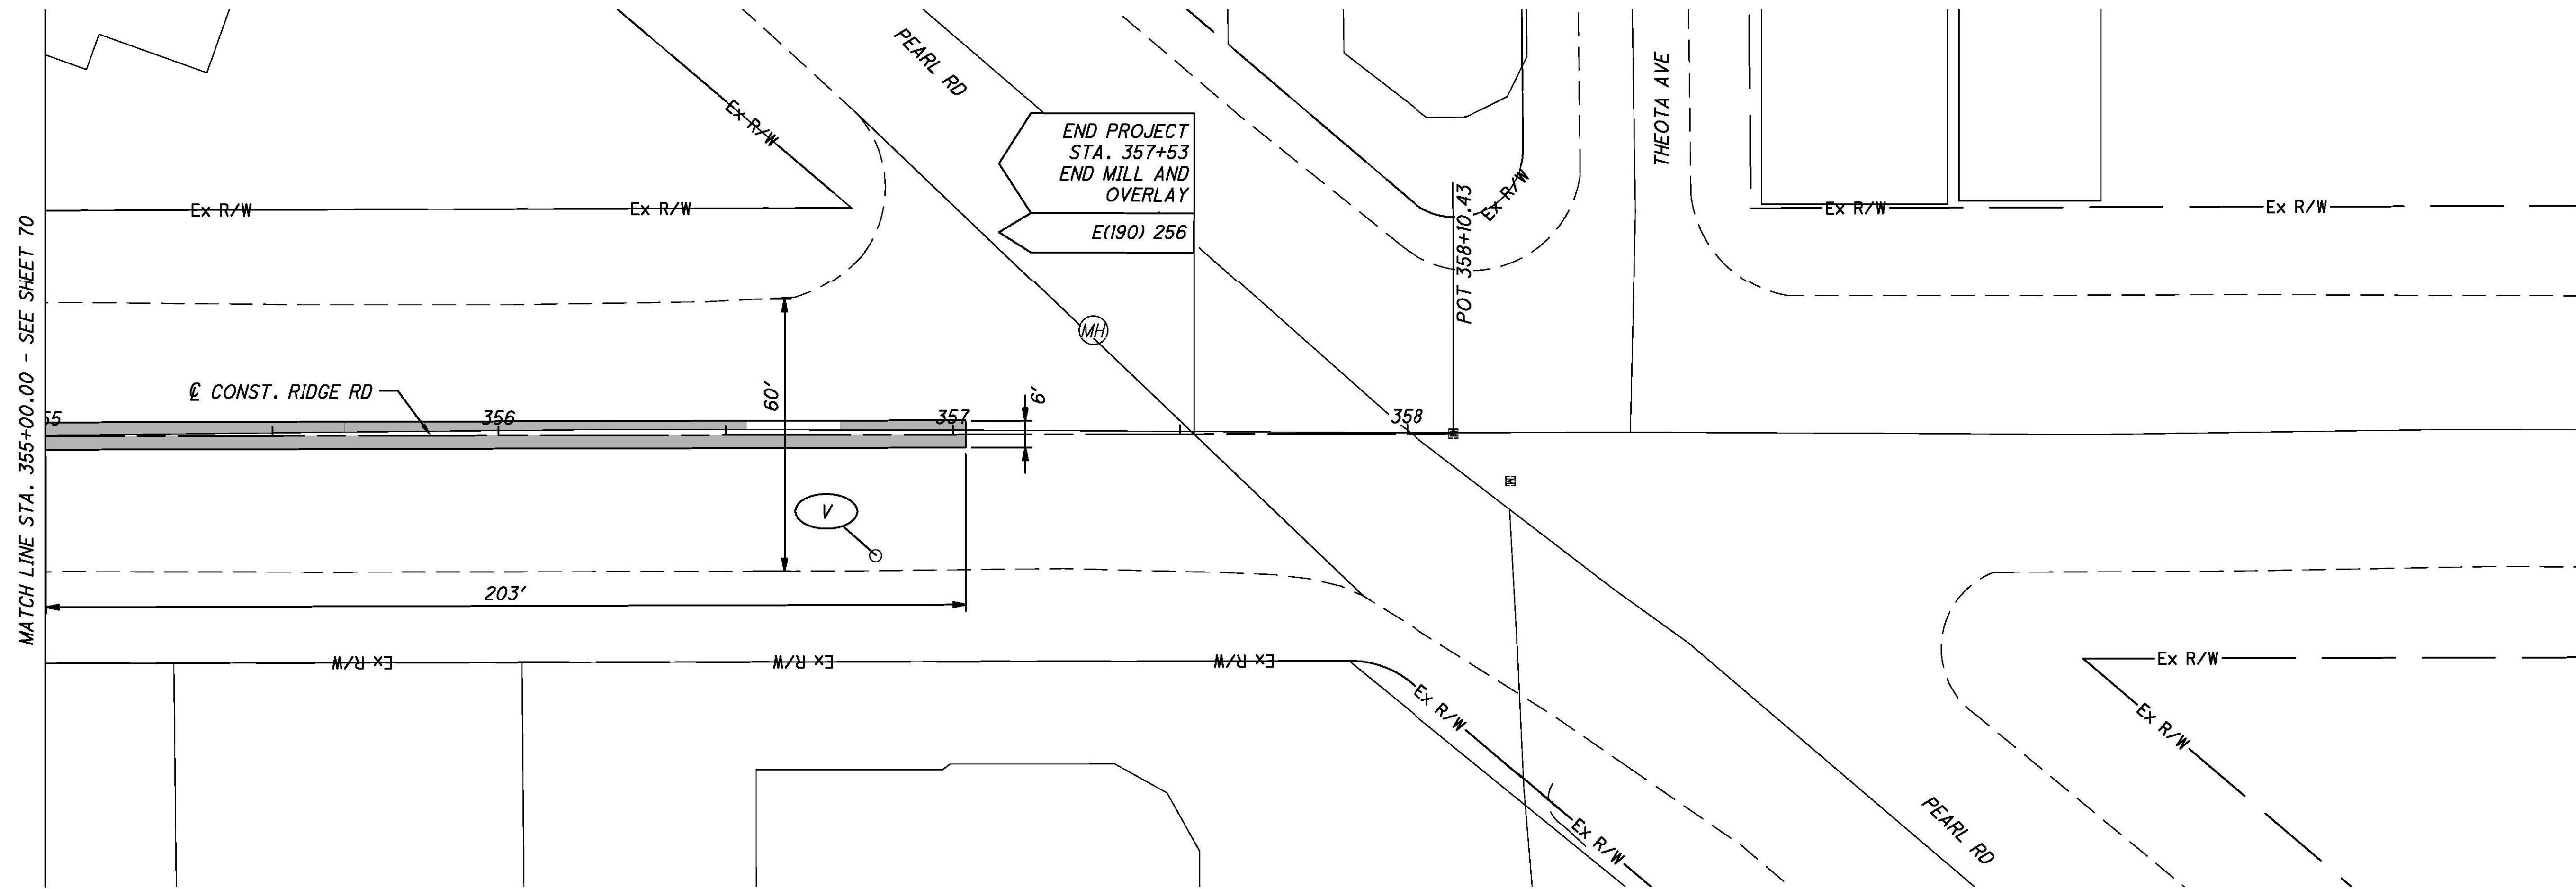 MATCH LINE STA. 355+00.00 - SEE SHEET 70
PEARL RD
Ex R/W
END PROJECT
STA. 357+53
END MILL AND
OVERLAY
E(190) 256
THEOTA AVE
Ex R/W
POT 358+10.43
Ex R/W
Ex R/W
Ex R/W
Ex R/W
MH
℄ CONST. RIDGE RD
60'
6'
55
356
357
358
V
203'
Ex R/W
Ex R/W
Ex R/W
Ex R/W
Ex R/W
Ex R/W
Ex R/W
PEARL RD